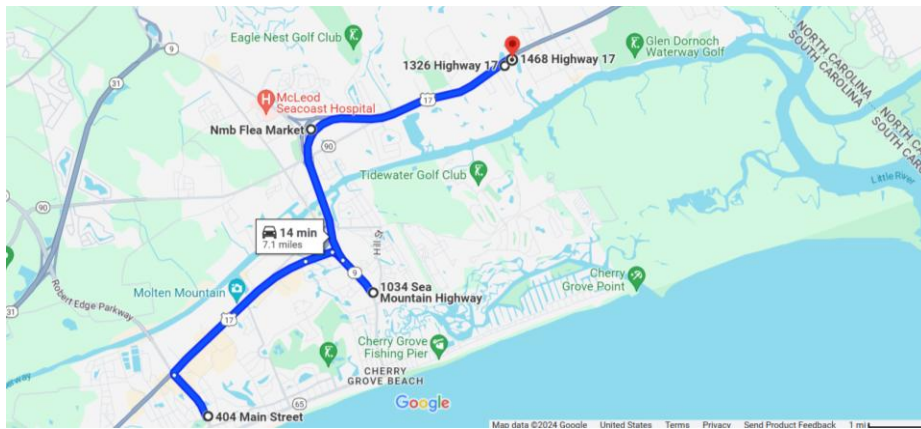 Eagle Nest Golf Club
9
31
1326 Highway 17
1468 Highway 17
Glen Dornoch
Waterway Golf
NORTH CAROLINA
SOUTH CAROLINA
H
McLeod
Seacoast Hospital
17
Nmb Flea Market
90
NORTH CAROLINA
SOUTH CAROLINA
Tidewater Golf Club
Little River
90
14 min
7.1 miles
Hill St
9
1034 Sea
Mountain Highway
Cherry
Grove Point
Molten Mountain
Robert Edge Parkway
31
17
Cherry Grove
Fishing Pier
CHERRY
GROVE BEACH
65
Google
404 Main Street
Map data ©2024 Google
United States
Terms
Privacy
Send Product Feedback
1 mi